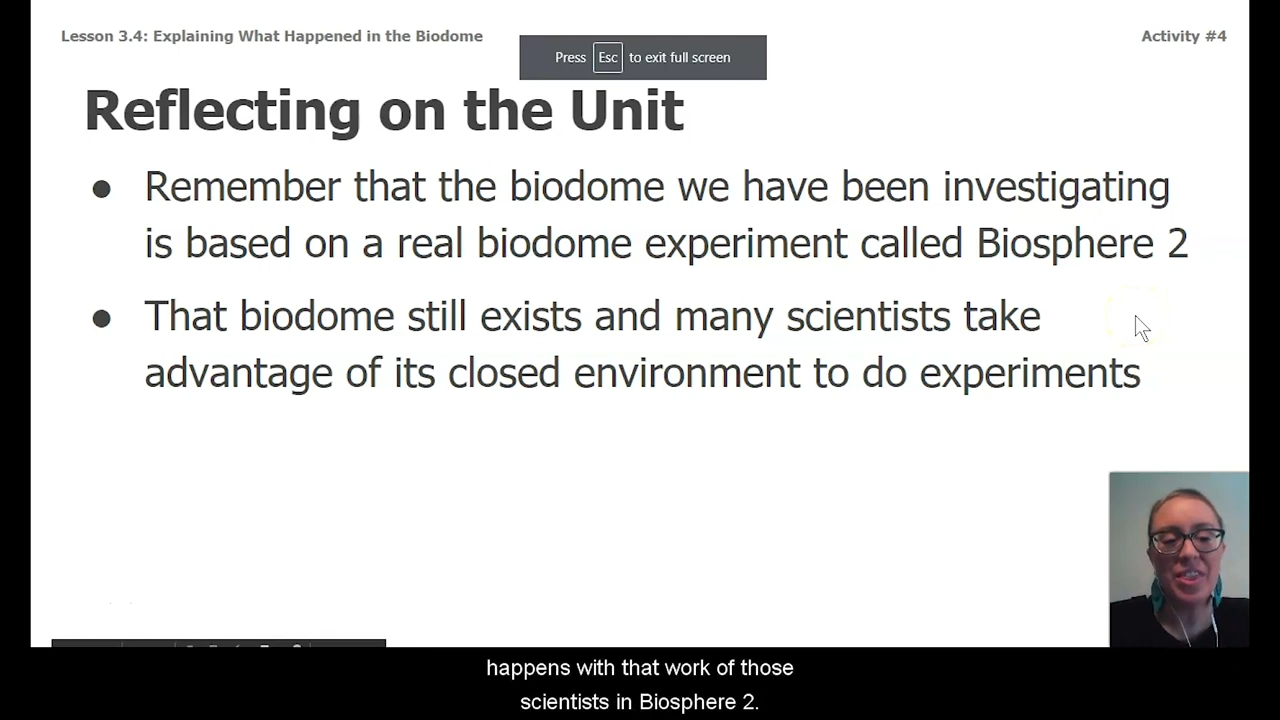 Lesson 3.4: Explaining What Happened in the Biodome
Activity #4
Press Esc to exit full screen
Reflecting on the Unit
● Remember that the biodome we have been investigating
is based on a real biodome experiment called Biosphere 2
● That biodome still exists and many scientists take
advantage of its closed environment to do experiments
happens with that work of those
scientists in Biosphere 2.